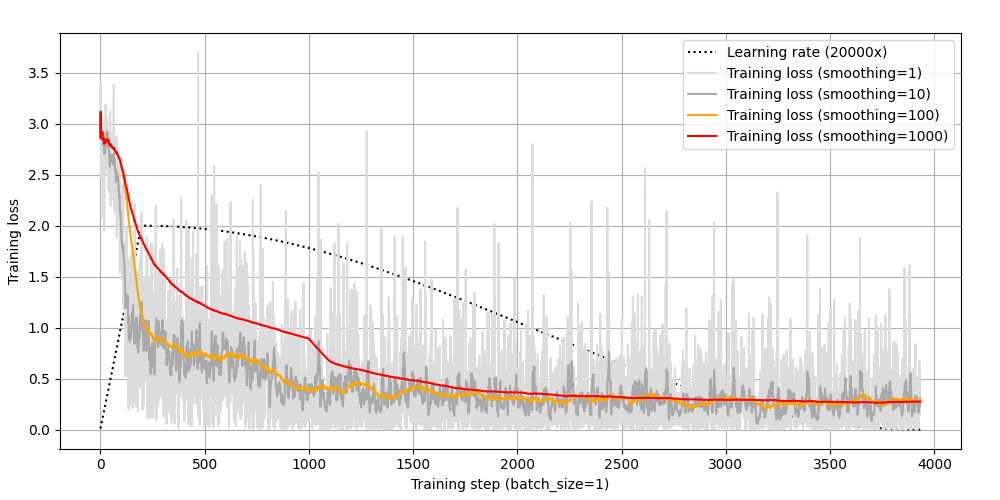 Learning rate (20000x)
Training loss (smoothing=1)
Training loss (smoothing=10)
Training loss (smoothing=100)
Training loss (smoothing=1000)
Training loss
3.5
3.0
2.5
2.0
1.5
1.0
0.5
0.0
0 500 1000 1500 2000 2500 3000 3500 4000
Training step (batch_size=1)